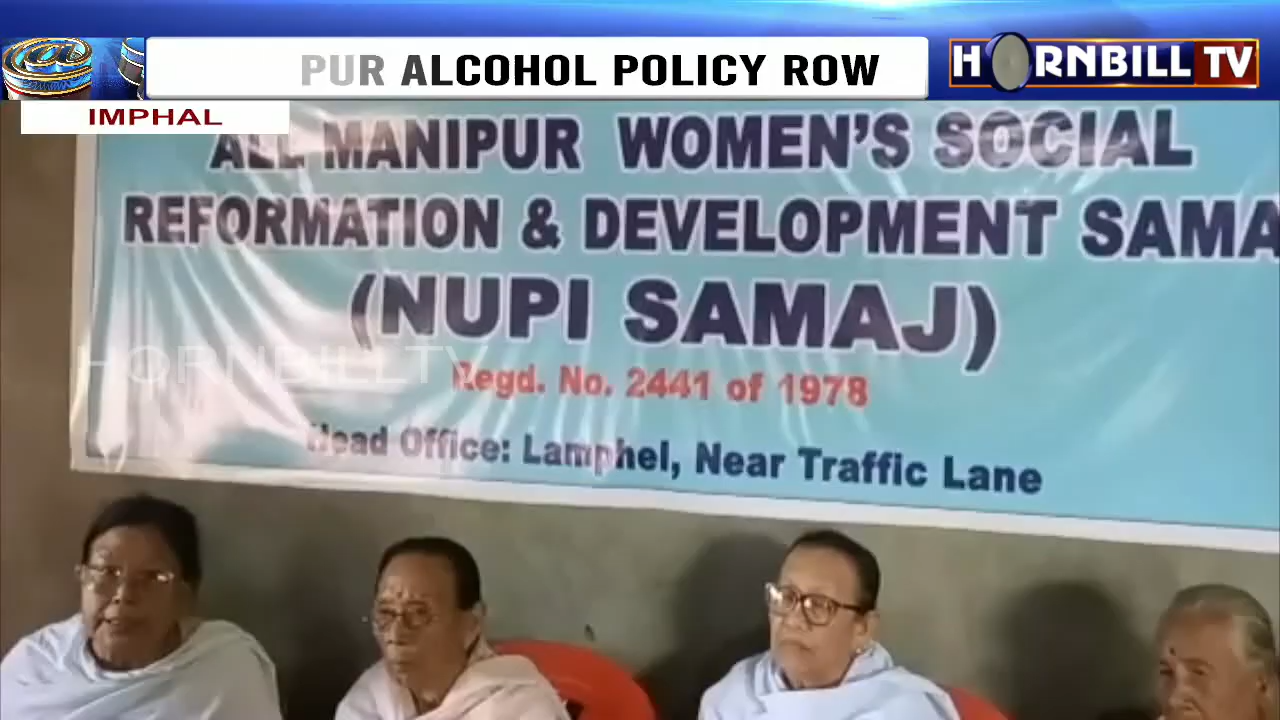 PUR ALCOHOL POLICY ROW
HORNBILL TV
IMPHAL
ALL MANIPUR WOMEN'S SOCIAL
REFORMATION & DEVELOPMENT SAMA
(NUPI SAMAJ)
HORNBILLTV
Regd. No. 2441 of 1978
Head Office: Lamphel, Near Traffic Lane